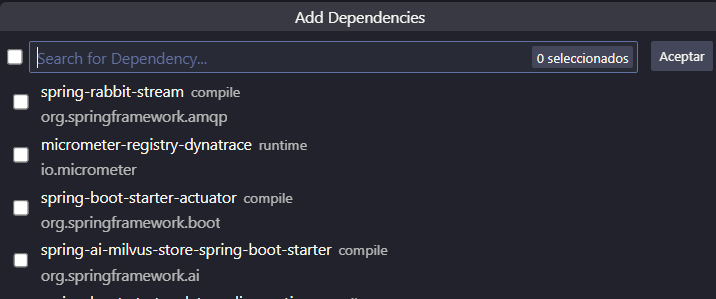 Add Dependencies
Search for Dependency... 0 seleccionados Aceptar
spring-rabbit-stream compile
org.springframework.amqp
micrometer-registry-dynatrace runtime
io.micrometer
spring-boot-starter-actuator compile
org.springframework.boot
spring-ai-milvus-store-spring-boot-starter compile
org.springframework.ai